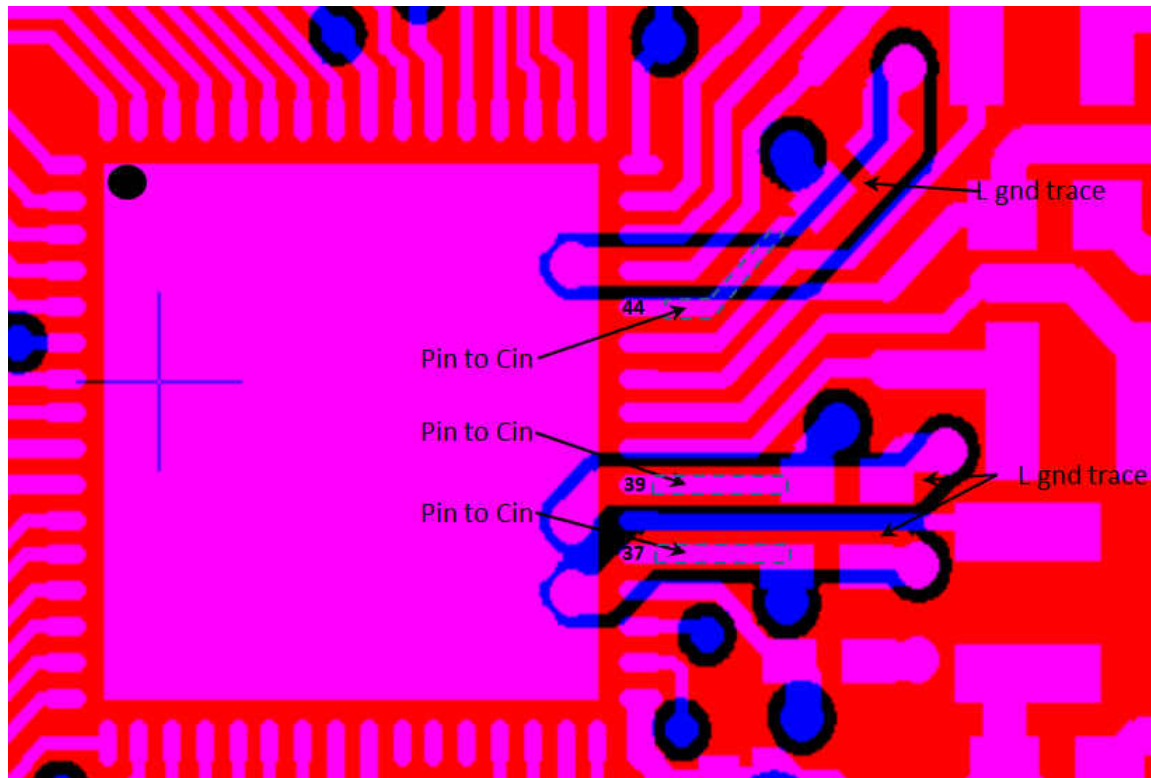 L gnd trace
44
Pin to Cin
Pin to Cin
39
L gnd trace
Pin to Cin
37